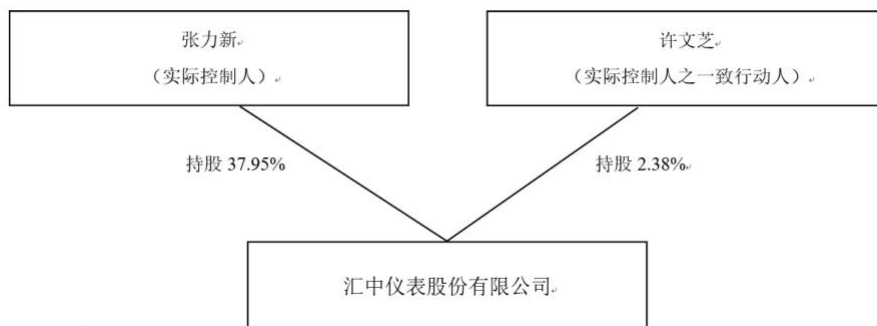 张力新
（实际控制人）
许文芝
（实际控制人之一致行动人）
持股 37.95%
持股 2.38%
汇中仪表股份有限公司